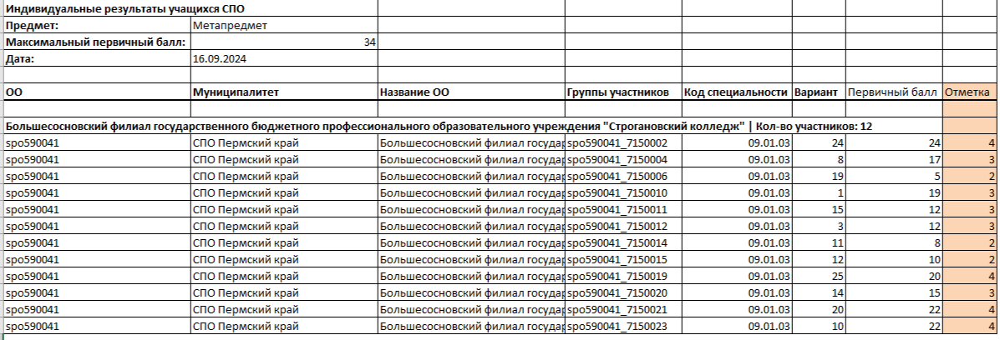 Индивидуальные результаты учащихся СПО
Предмет: Метапредмет
Максимальный первичный балл: 34
Дата: 16.09.2024
ОО Муниципалитет Название ОО Группы участников Код специальности Вариант Первичный балл Отметка
Большесосновский филиал государственного бюджетного профессионального образовательного учреждения "Строгановский колледж" | Кол-во участников: 12
spo590041 СПО Пермский край Большесосновский филиал государ spo590041_7150002 09.01.03 24 24 4
spo590041 СПО Пермский край Большесосновский филиал государ spo590041_7150004 09.01.03 8 17 3
spo590041 СПО Пермский край Большесосновский филиал государ spo590041_7150006 09.01.03 19 5 2
spo590041 СПО Пермский край Большесосновский филиал государ spo590041_7150010 09.01.03 1 19 3
spo590041 СПО Пермский край Большесосновский филиал государ spo590041_7150011 09.01.03 15 12 3
spo590041 СПО Пермский край Большесосновский филиал государ spo590041_7150012 09.01.03 3 12 3
spo590041 СПО Пермский край Большесосновский филиал государ spo590041_7150014 09.01.03 11 8 2
spo590041 СПО Пермский край Большесосновский филиал государ spo590041_7150015 09.01.03 12 10 2
spo590041 СПО Пермский край Большесосновский филиал государ spo590041_7150019 09.01.03 25 20 4
spo590041 СПО Пермский край Большесосновский филиал государ spo590041_7150020 09.01.03 14 15 3
spo590041 СПО Пермский край Большесосновский филиал государ spo590041_7150021 09.01.03 20 22 4
spo590041 СПО Пермский край Большесосновский филиал государ spo590041_7150023 09.01.03 10 22 4